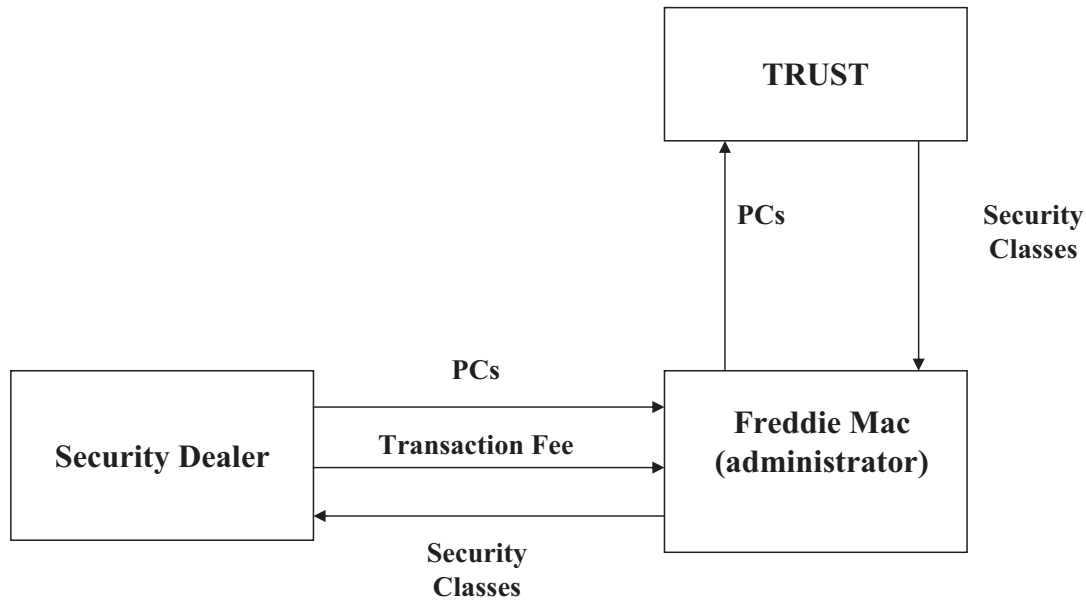 TRUST
PCs
Security
Classes
PCs
Security Dealer
Transaction Fee
Freddie Mac
(administrator)
Security
Classes